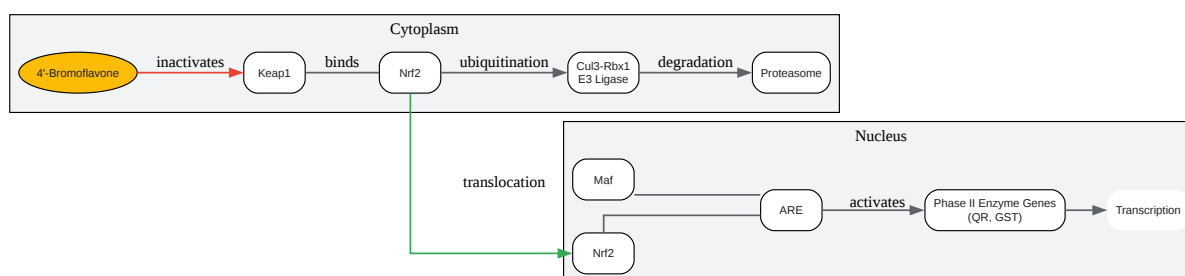 Cytoplasm
4'-Bromoflavone
inactivates
Keap1
binds
Nrf2
ubiquitination
Cul3-Rbx1
E3 Ligase
degradation
Proteasome
Nucleus
translocation
Maf
Nrf2
ARE
activates
Phase II Enzyme Genes
(QR, GST)
Transcription